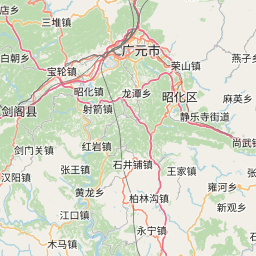 店乡
三堆镇
广元市
燕子乡
白朝乡
宝轮镇
荣山镇
昭化镇
龙潭乡
昭化区
麻英乡
剑阁县
射箭镇
静乐寺街道
尚武镇
剑门关镇
红岩镇
石井铺镇
张王镇
王家镇
汉阳镇
黄龙乡
雍河乡
柏林沟镇
新观乡
江口镇
永宁镇
木马镇